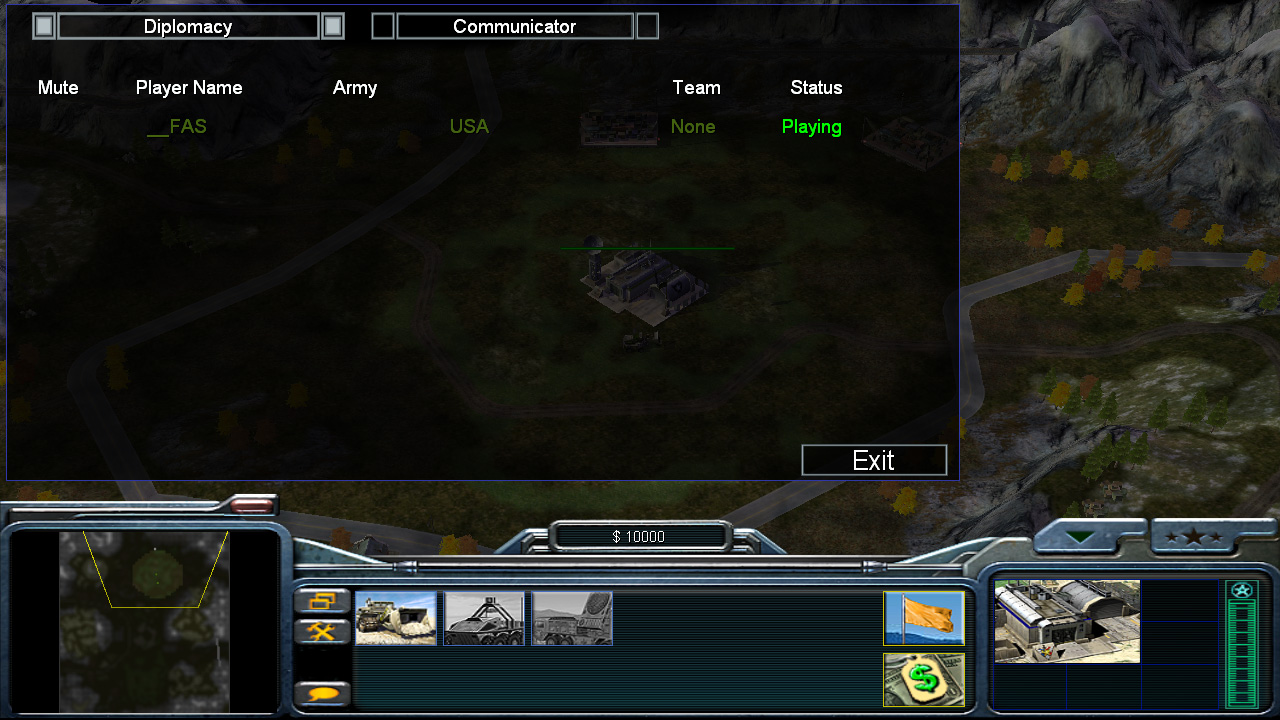 Diplomacy Communicator
Mute Player Name Army Team Status
__FAS USA None Playing
Exit
$ 10000